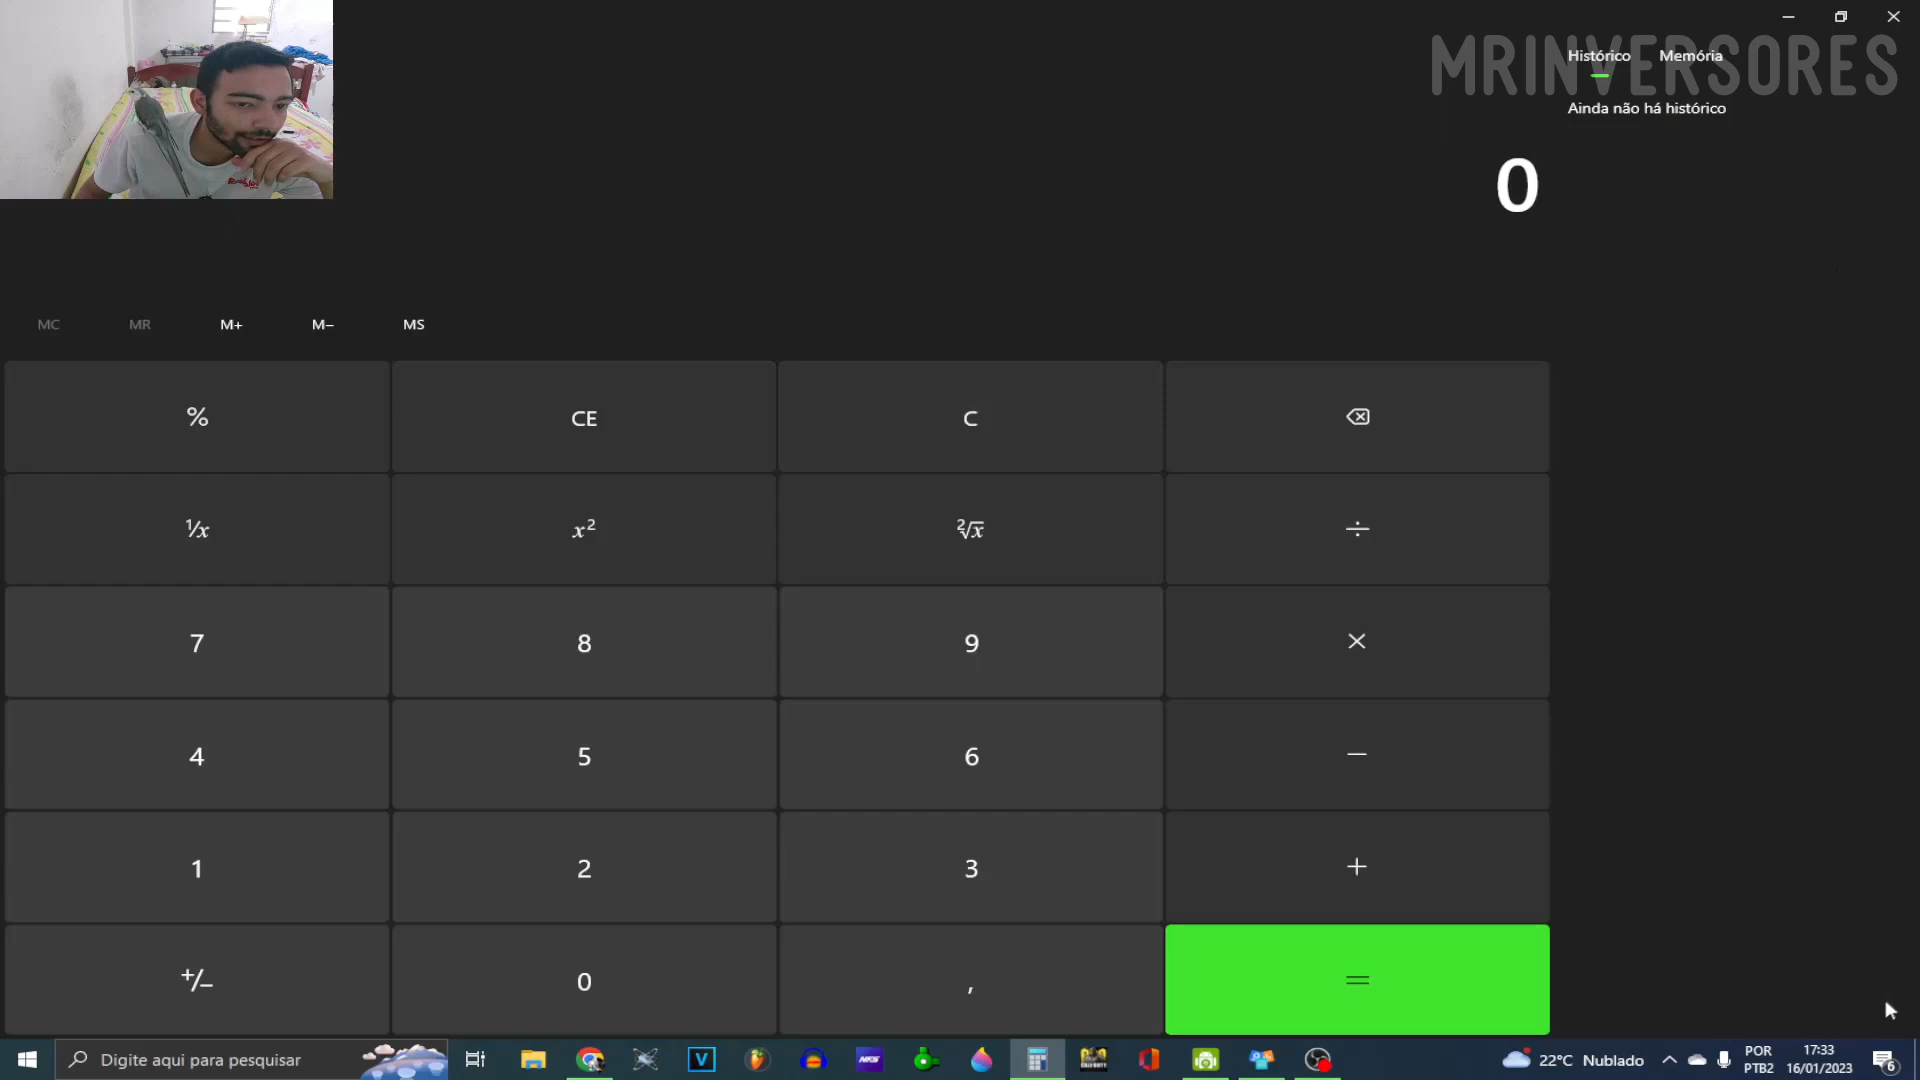 MRINVERSORES
Histórico Memória
Ainda não há histórico
0
MC MR M+ M− MS
% CE C
¹⁄x x² ²√x ÷
7 8 9 ×
4 5 6 −
1 2 3 +
+/− 0 , =
Digite aqui para pesquisar
V
NFS
22°C Nublado
POR
PTB2
17:33
16/01/2023
6